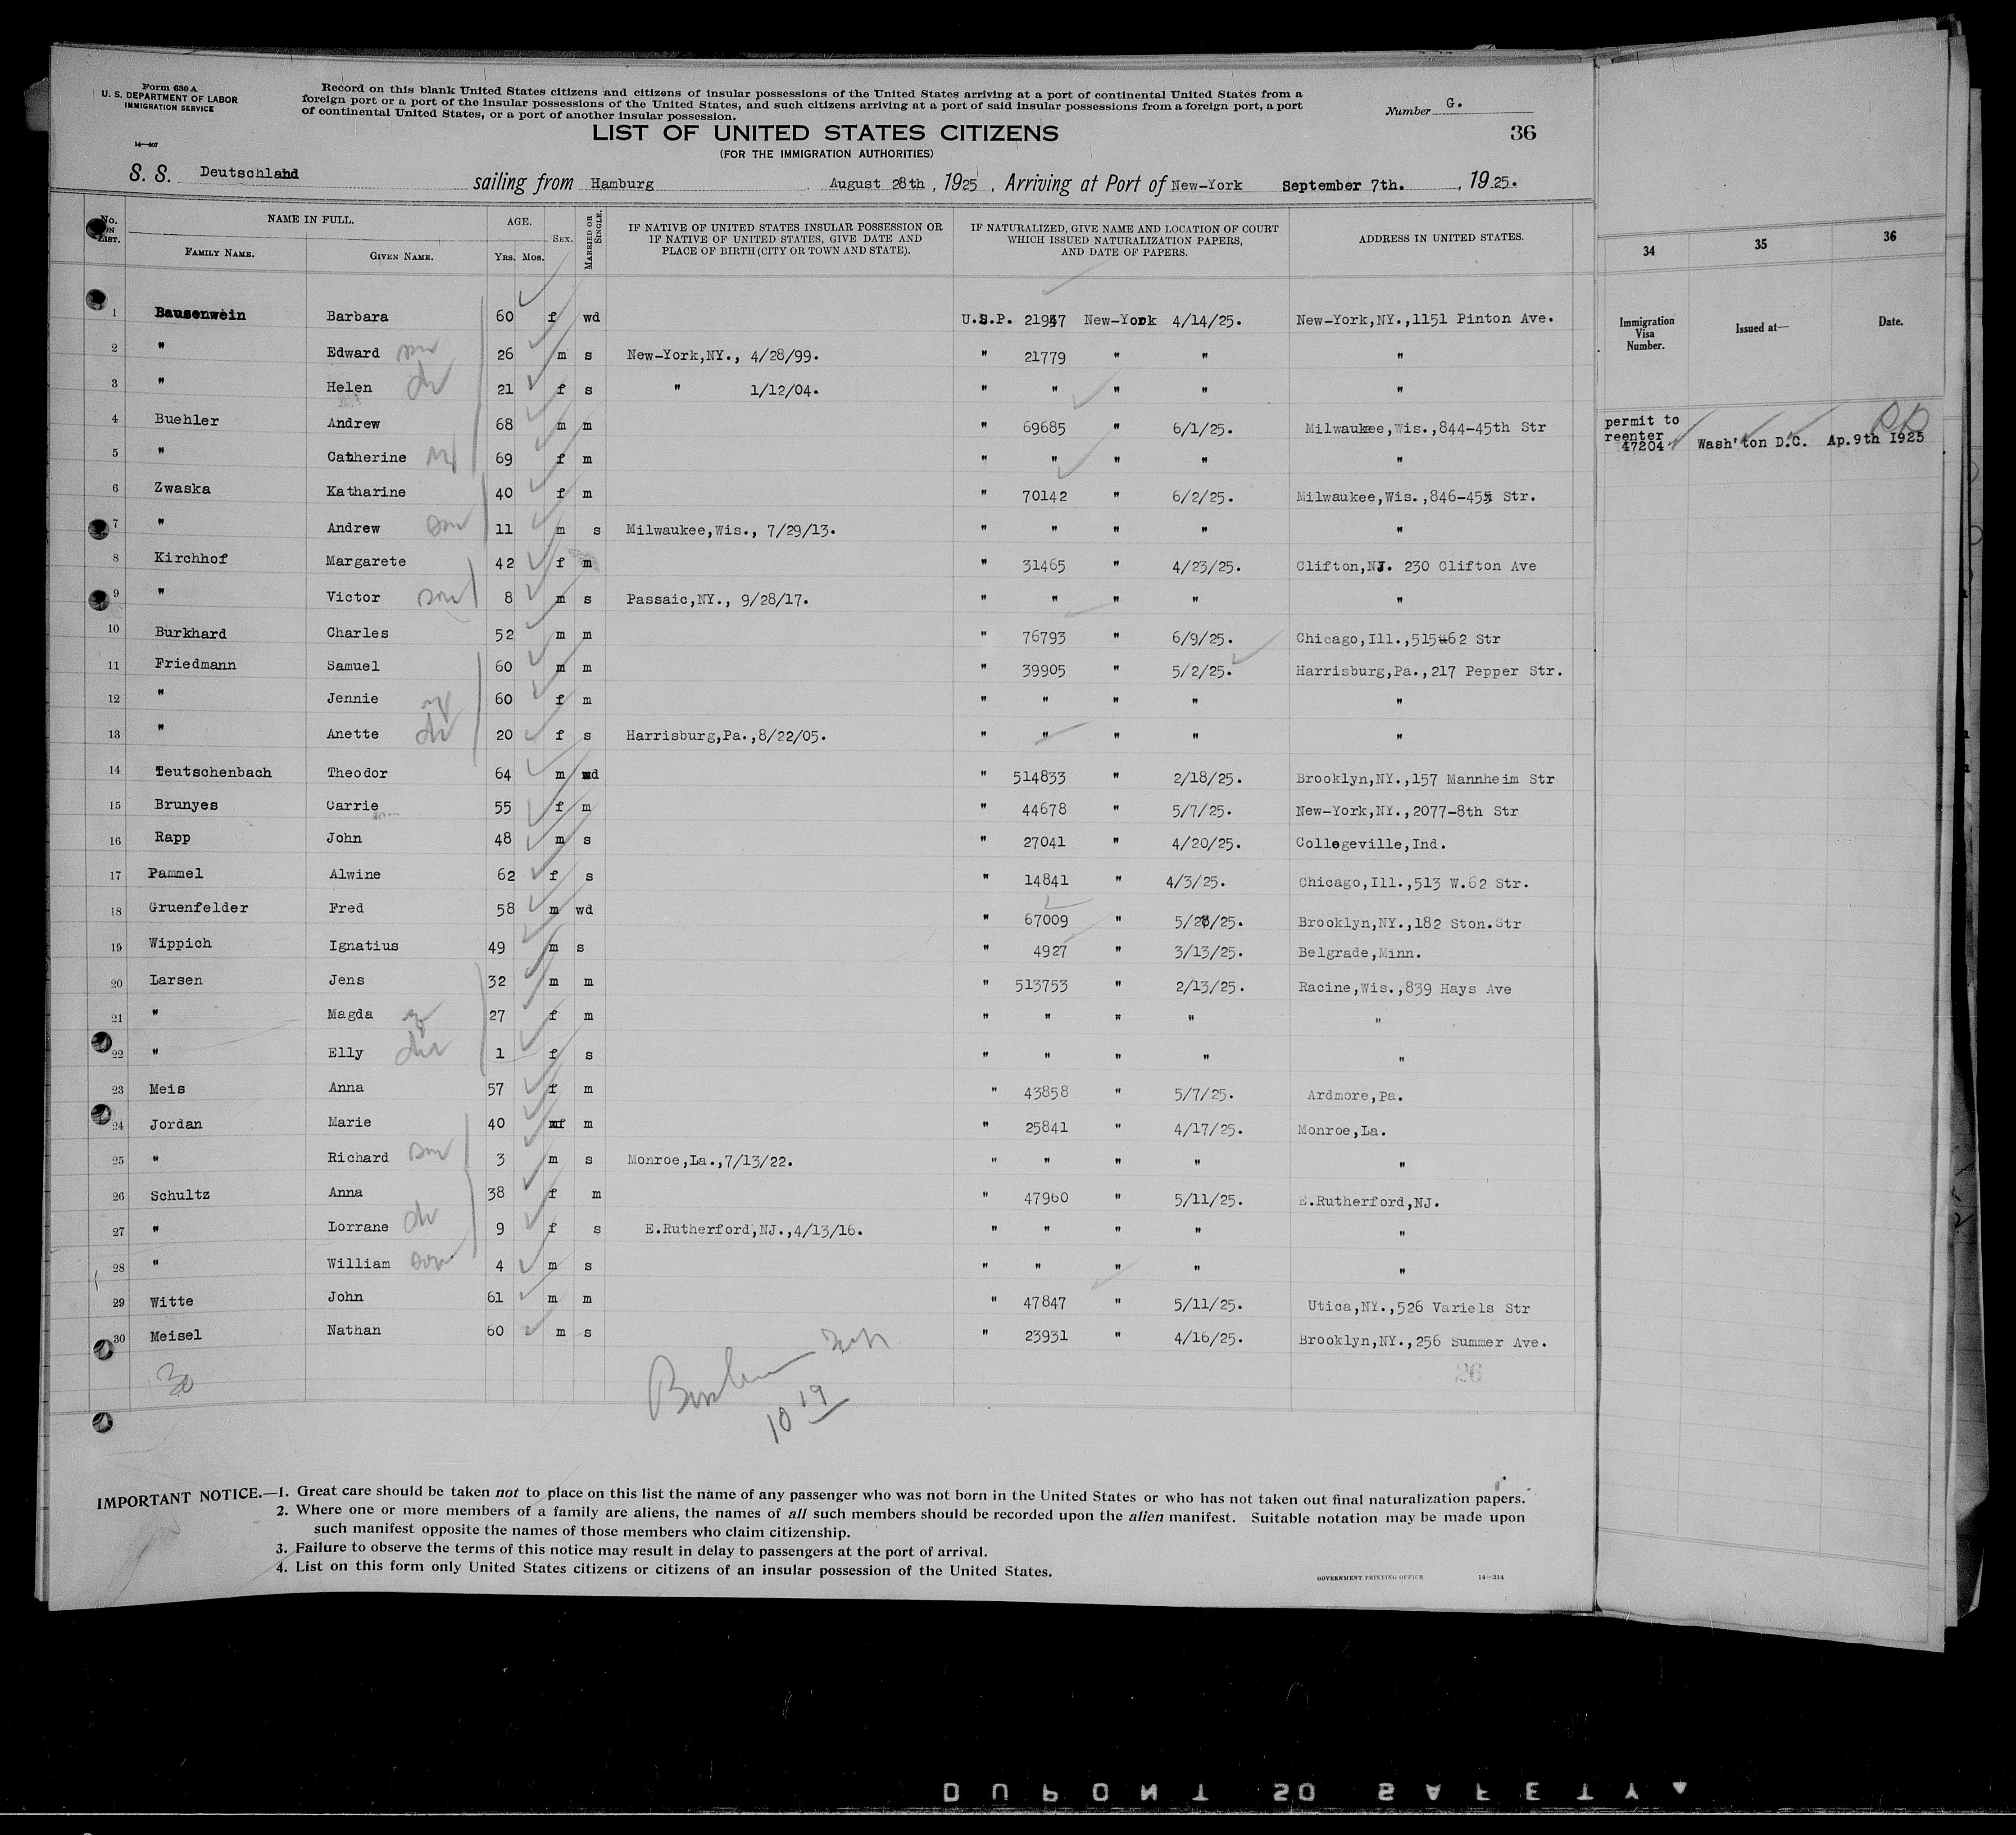 Form 630 A
U. S. DEPARTMENT OF LABOR
IMMIGRATION SERVICE
14—607
Record on this blank United States citizens and citizens of insular possessions of the United States arriving at a port of continental United States from a
foreign port or a port of the insular possessions of the United States, and such citizens arriving at a port of said insular possessions from a foreign port, a port
of continental United States, or a port of another insular possession.
Number G.
36
LIST OF UNITED STATES CITIZENS
(FOR THE IMMIGRATION AUTHORITIES)
S. S. Deutschland sailing from Hamburg August 28th, 1925, Arriving at Port of New-York September 7th., 1925.
No. ON LIST. NAME IN FULL. AGE. SEX. MARRIED OR SINGLE. IF NATIVE OF UNITED STATES INSULAR POSSESSION OR IF NATIVE OF UNITED STATES, GIVE DATE AND PLACE OF BIRTH (CITY OR TOWN AND STATE). IF NATURALIZED, GIVE NAME AND LOCATION OF COURT WHICH ISSUED NATURALIZATION PAPERS, AND DATE OF PAPERS. ADDRESS IN UNITED STATES.
FAMILY NAME. GIVEN NAME. YRS. MOS.
34 35 36
Immigration Visa Number. Issued at— Date.
1 Bausenwein Barbara 60 f wd U.S.P. 21937 New-York 4/14/25. New-York,NY.,1151 Pinton Ave.
2 " Edward son 26 m s New-York,NY., 4/28/99. " 21779 " " "
3 " Helen 21 f s " 1/12/04. " " " " "
4 Buehler Andrew 68 m m " 69685 " 6/1/25. Milwaukee,Wis.,844-45th Str
permit to reenter 47204 Wash'ton D.C. Ap.9th 1925
5 " Catherine 69 f m " " " " "
6 Zwaska Katharine 40 f m " 70142 " 6/2/25. Milwaukee,Wis.,846-45 Str.
7 " Andrew son 11 m s Milwaukee,Wis., 7/29/13. " " " " "
8 Kirchhof Margarete 42 f m " 31465 " 4/23/25. Clifton,NJ. 230 Clifton Ave
9 " Victor son 8 m s Passaic,NY., 9/28/17. " " " " "
10 Burkhard Charles 52 m m " 76793 " 6/9/25. Chicago,Ill.,515 62 Str
11 Friedmann Samuel 60 m m " 39905 " 5/2/25. Harrisburg,Pa.,217 Pepper Str.
12 " Jennie 60 f m " " " " "
13 " Anette 20 f s Harrisburg,Pa.,8/22/05. " " " " "
14 Teutschenbach Theodor 64 m wd " 514833 " 2/18/25. Brooklyn,NY.,157 Mannheim Str
15 Brunyes Carrie 55 f m " 44678 " 5/7/25. New-York,NY.,2077-8th Str
16 Rapp John 48 m s " 27041 " 4/20/25. Collegeville,Ind.
17 Pammel Alwine 62 f s " 14841 " 4/3/25. Chicago,Ill.,513 W.62 Str.
18 Gruenfelder Fred 58 m wd " 67009 " 5/28/25. Brooklyn,NY.,182 Ston.Str
19 Wippich Ignatius 49 m s " 4927 " 3/13/25. Belgrade,Minn.
20 Larsen Jens 32 m m " 513753 " 2/13/25. Racine,Wis.,839 Hays Ave
21 " Magda 27 f m " " " " "
22 " Elly 1 f s " " " " "
23 Meis Anna 57 f m " 43858 " 5/7/25. Ardmore,Pa.
24 Jordan Marie 40 f m " 25841 " 4/17/25. Monroe,La.
25 " Richard son 3 m s Monroe,La.,7/13/22. " " " " "
26 Schultz Anna 38 f m " 47960 " 5/11/25. E.Rutherford,NJ.
27 " Lorrane 9 f s E.Rutherford,NJ.,4/13/16. " " " " "
28 " William son 4 m s " " " " "
29 Witte John 61 m m " 47847 " 5/11/25. Utica,NY.,526 Variels Str
30 Meisel Nathan 60 m s " 23931 " 4/16/25. Brooklyn,NY.,256 Summer Ave.
30
26
10 19
IMPORTANT NOTICE.—1. Great care should be taken not to place on this list the name of any passenger who was not born in the United States or who has not taken out final naturalization papers.
2. Where one or more members of a family are aliens, the names of all such members should be recorded upon the alien manifest. Suitable notation may be made upon
such manifest opposite the names of those members who claim citizenship.
3. Failure to observe the terms of this notice may result in delay to passengers at the port of arrival.
4. List on this form only United States citizens or citizens of an insular possession of the United States.
GOVERNMENT PRINTING OFFICE 14—314
DUPONT SO SAFETY